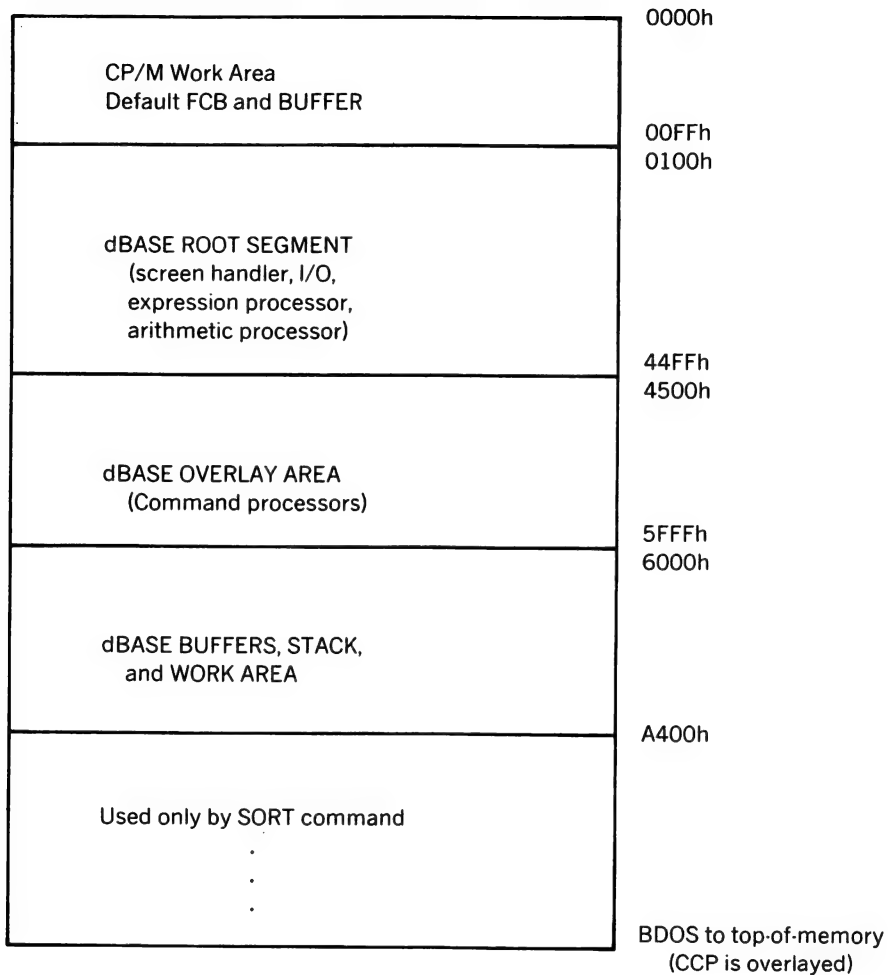 0000h
CP/M Work Area
Default FCB and BUFFER
00FFh
0100h
dBASE ROOT SEGMENT
(screen handler, I/O,
expression processor,
arithmetic processor)
44FFh
4500h
dBASE OVERLAY AREA
(Command processors)
5FFFh
6000h
dBASE BUFFERS, STACK,
and WORK AREA
A400h
Used only by SORT command
.
.
.
BDOS to top-of-memory
(CCP is overlayed)